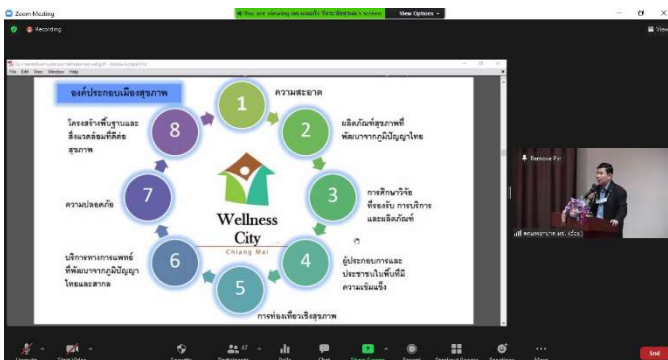 Zoom Meeting
View Options
Recording
View
File Edit View Window Help
องค์ประกอบเมืองสุขภาพ
1
ความสะอาด
2
ผลิตภัณฑ์สุขภาพที่
พัฒนาจากภูมิปัญญาไทย
3
การศึกษาวิจัย
ที่รองรับ การบริการ
และผลิตภัณฑ์
4
ผู้ประกอบการและ
ประชาชนในพื้นที่มี
ความเข้มแข็ง
5
การท่องเที่ยวเชิงสุขภาพ
6
บริการทางการแพทย์
ที่พัฒนาจากภูมิปัญญา
ไทยและสากล
7
ความปลอดภัย
8
โครงสร้างพื้นฐานและ
สิ่งแวดล้อมที่ดีต่อ
สุขภาพ
Wellness
City
Chiang Mai
Remove Pin
47
End